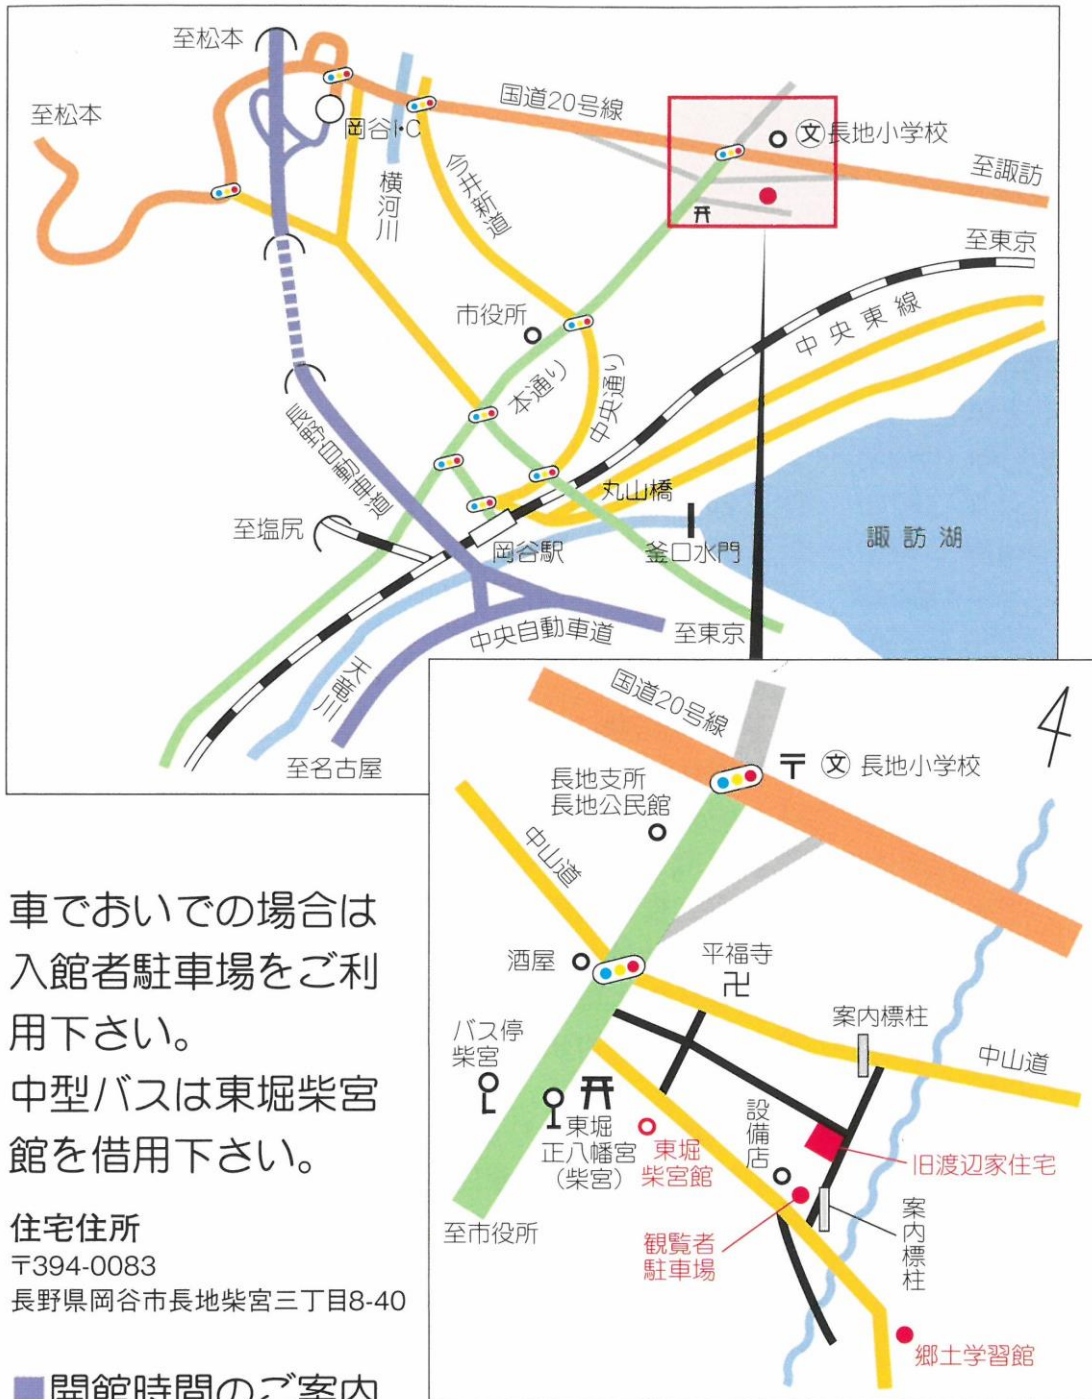 至松本
至松本
岡谷I・C
横河川
今井新道
国道20号線
文
長地小学校
至諏訪
至東京
市役所
中央東線
本通り
中央通り
長野自動車道
丸山橋
至塩尻
岡谷駅
釜口水門
諏訪湖
中央自動車道
至東京
天竜川
至名古屋
国道20号線
長地支所
長地公民館
〒
文
長地小学校
中山道
酒屋
平福寺
卍
案内標柱
中山道
バス停
柴宮
東堀
正八幡宮
(柴宮)
東堀
柴宮館
設備店
旧渡辺家住宅
至市役所
観覧者
駐車場
案内標柱
郷土学習館
車でおいでの場合は
入館者駐車場をご利
用下さい。
中型バスは東堀柴宮
館を借用下さい。
住宅住所
〒394-0083
長野県岡谷市長地柴宮三丁目8-40
■開館時間のご案内